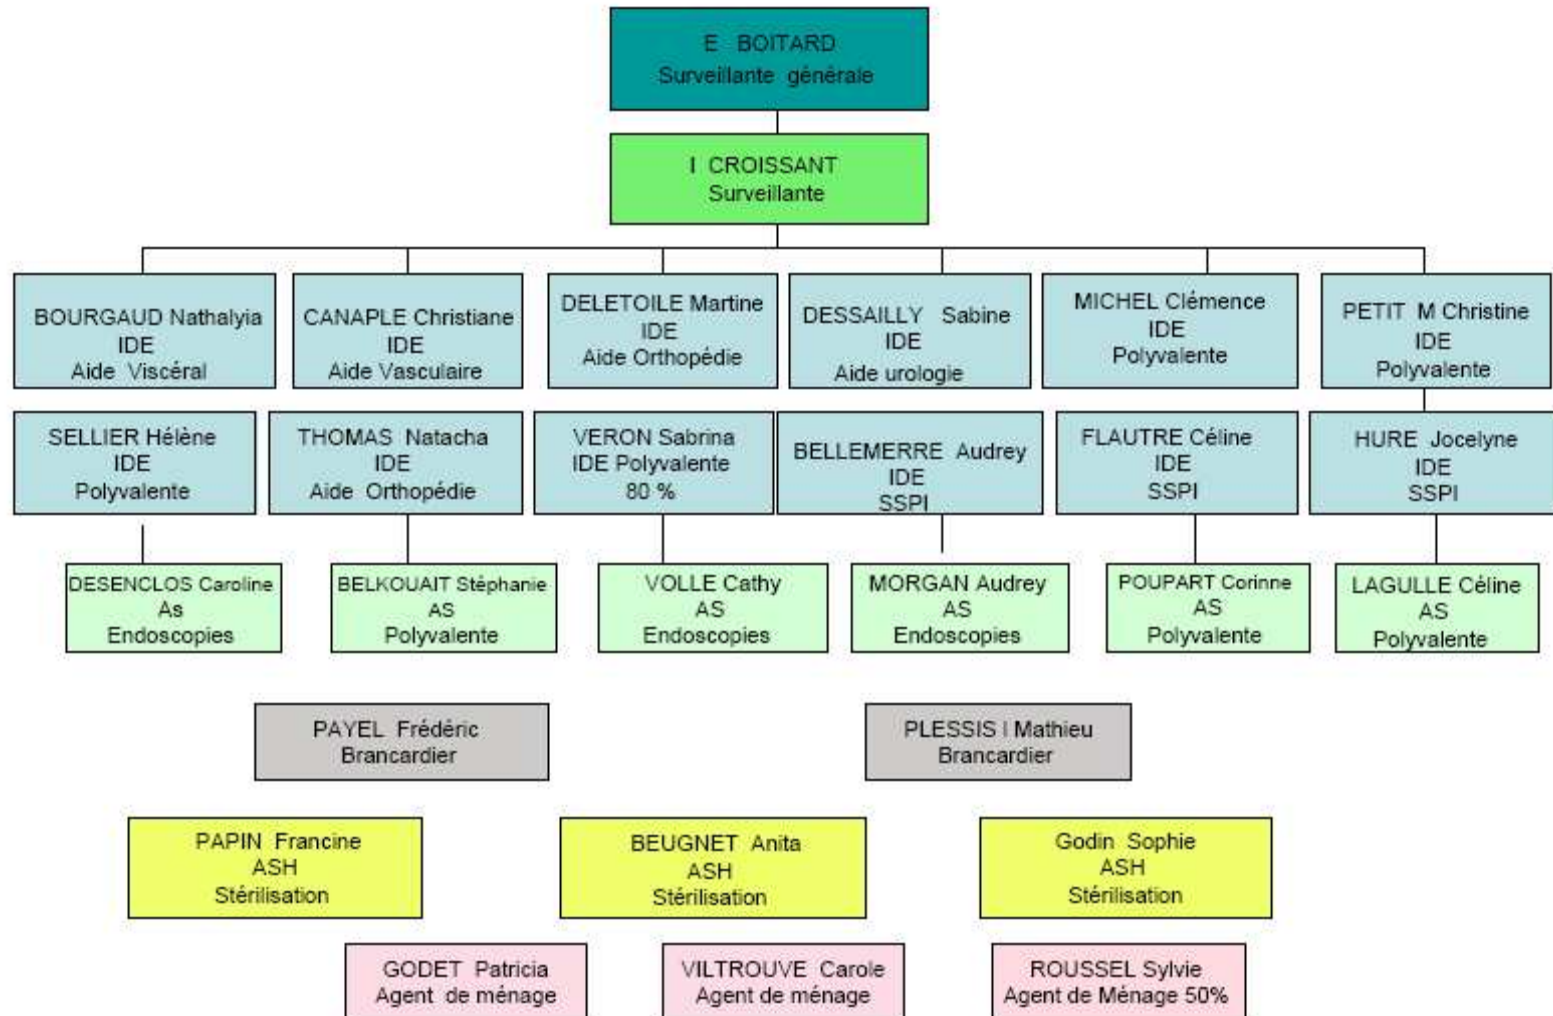 E BOITARD
Surveillante générale
I CROISSANT
Surveillante
BOURGAUD Nathalyia
IDE
Aide Viscéral
CANAPLE Christiane
IDE
Aide Vasculaire
DELETOILE Martine
IDE
Aide Orthopédie
DESSAILLY Sabine
IDE
Aide urologie
MICHEL Clémence
IDE
Polyvalente
PETIT M Christine
IDE
Polyvalente
SELLIER Hélène
IDE
Polyvalente
THOMAS Natacha
IDE
Aide Orthopédie
VERON Sabrina
IDE Polyvalente
80 %
BELLEMERRE Audrey
IDE
SSPI
FLAUTRE Céline
IDE
SSPI
HURE Jocelyne
IDE
SSPI
DESENCLOS Caroline
As
Endoscopies
BELKOUAIT Stéphanie
AS
Polyvalente
VOLLE Cathy
AS
Endoscopies
MORGAN Audrey
AS
Endoscopies
POUPART Corinne
AS
Polyvalente
LAGULLE Céline
AS
Polyvalente
PAYEL Frédéric
Brancardier
PLESSIS I Mathieu
Brancardier
PAPIN Francine
ASH
Stérilisation
BEUGNET Anita
ASH
Stérilisation
Godin Sophie
ASH
Stérilisation
GODET Patricia
Agent de ménage
VILTROUVE Carole
Agent de ménage
ROUSSEL Sylvie
Agent de Ménage 50%